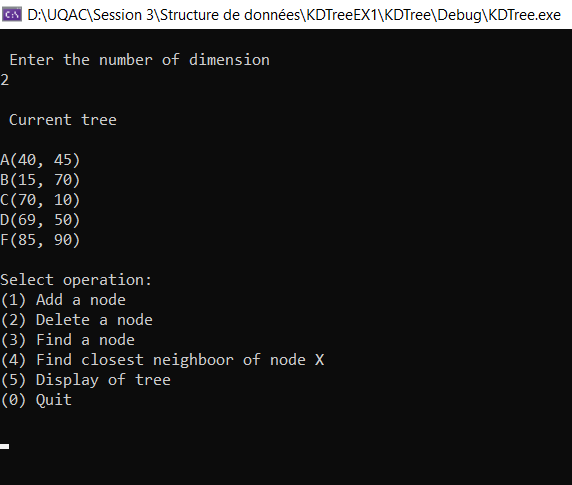 D:\UQAC\Session 3\Structure de données\KDTreeEX1\KDTree\Debug\KDTree.exe
Enter the number of dimension
2
Current tree
A(40, 45)
B(15, 70)
C(70, 10)
D(69, 50)
F(85, 90)
Select operation:
(1) Add a node
(2) Delete a node
(3) Find a node
(4) Find closest neighboor of node X
(5) Display of tree
(0) Quit